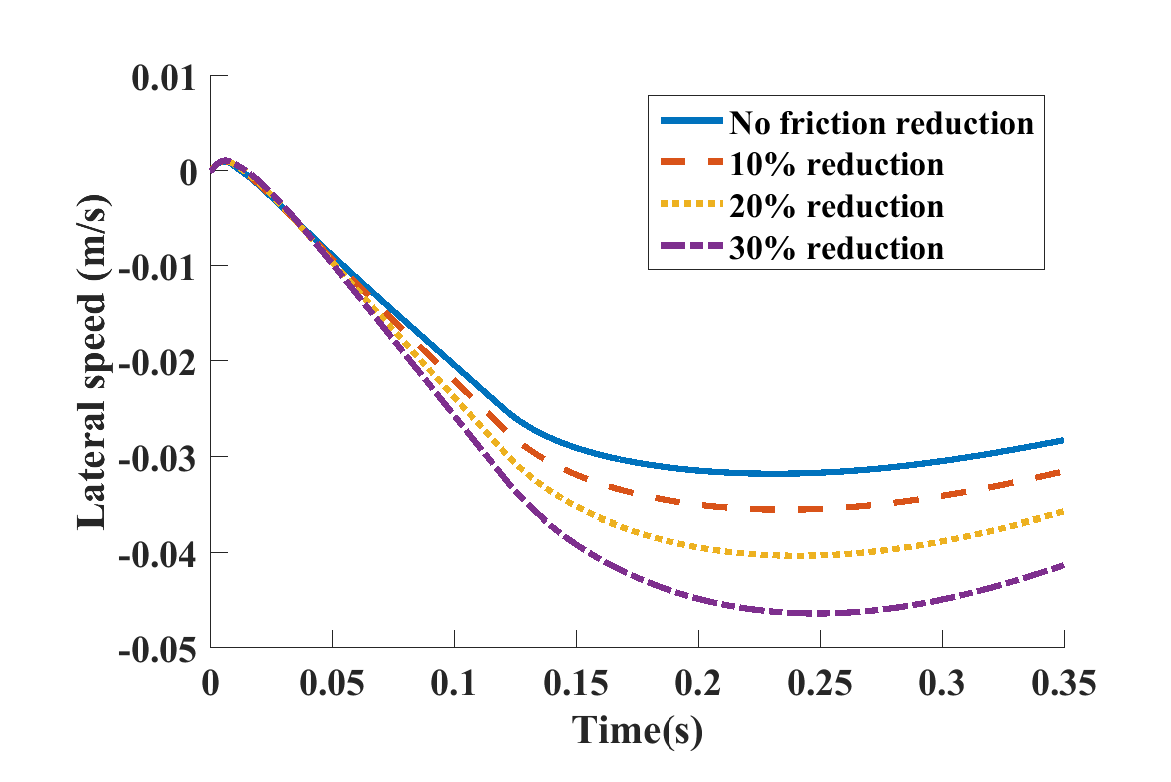 0.01
0
-0.01
-0.02
-0.03
-0.04
-0.05
Lateral speed (m/s)
No friction reduction
10% reduction
20% reduction
30% reduction
0 0.05 0.1 0.15 0.2 0.25 0.3 0.35
Time(s)